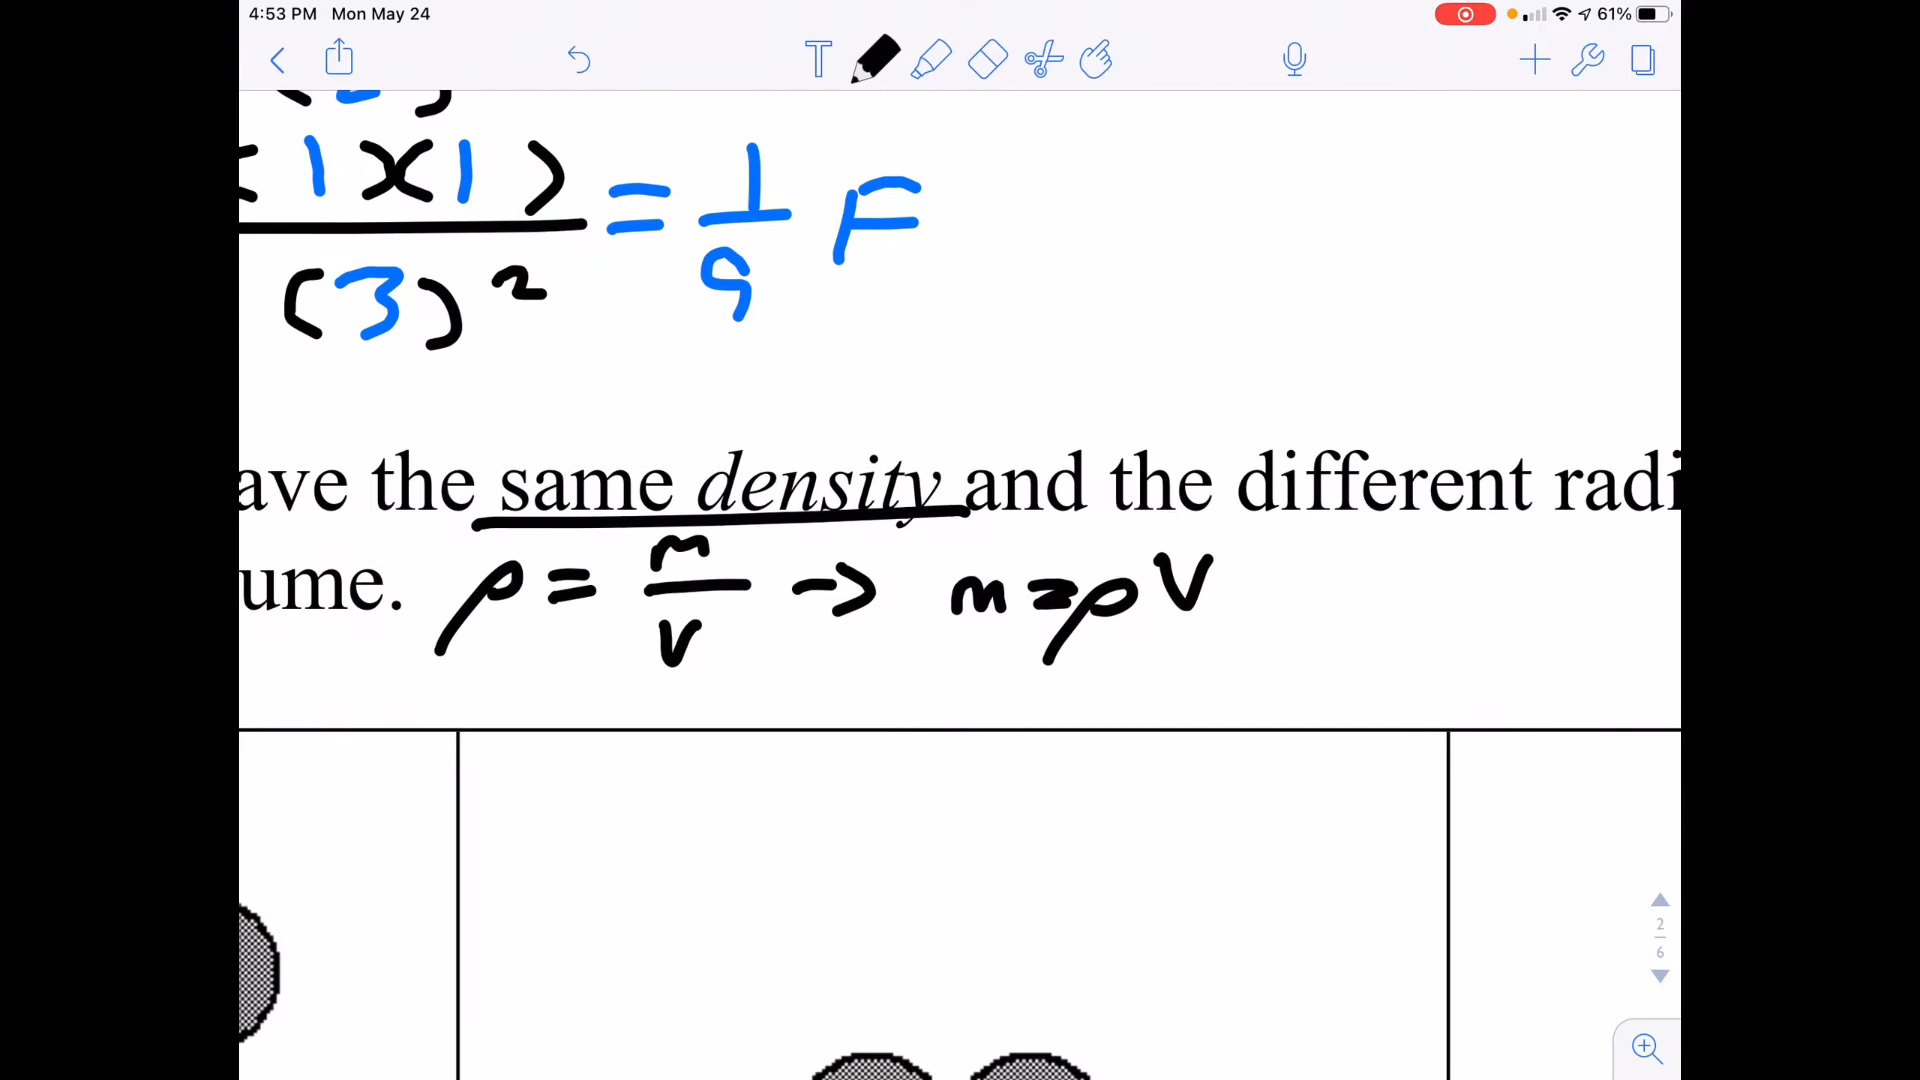 4:53 PM Mon May 24
61%
T
(2)
(1)(1)
(3)²
= 1/9 F
ave the same density and the different radi
ume. ρ = m/v → m = ρV
2
6